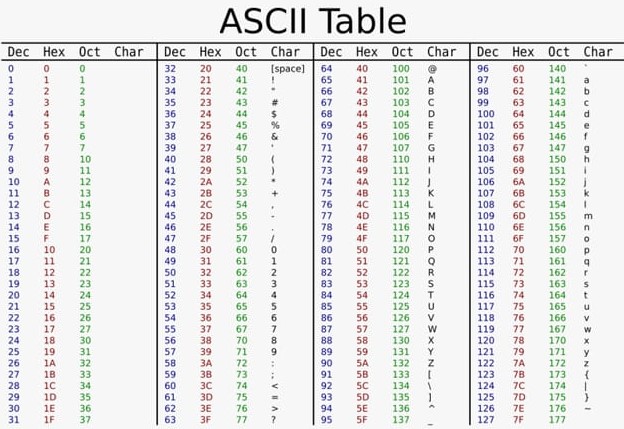 ASCII Table
Dec Hex Oct Char Dec Hex Oct Char Dec Hex Oct Char Dec Hex Oct Char
0 0 0 32 20 40 [space] 64 40 100 @ 96 60 140 `
1 1 1 33 21 41 ! 65 41 101 A 97 61 141 a
2 2 2 34 22 42 " 66 42 102 B 98 62 142 b
3 3 3 35 23 43 # 67 43 103 C 99 63 143 c
4 4 4 36 24 44 $ 68 44 104 D 100 64 144 d
5 5 5 37 25 45 % 69 45 105 E 101 65 145 e
6 6 6 38 26 46 & 70 46 106 F 102 66 146 f
7 7 7 39 27 47 ' 71 47 107 G 103 67 147 g
8 8 10 40 28 50 ( 72 48 110 H 104 68 150 h
9 9 11 41 29 51 ) 73 49 111 I 105 69 151 i
10 A 12 42 2A 52 * 74 4A 112 J 106 6A 152 j
11 B 13 43 2B 53 + 75 4B 113 K 107 6B 153 k
12 C 14 44 2C 54 , 76 4C 114 L 108 6C 154 l
13 D 15 45 2D 55 - 77 4D 115 M 109 6D 155 m
14 E 16 46 2E 56 . 78 4E 116 N 110 6E 156 n
15 F 17 47 2F 57 / 79 4F 117 O 111 6F 157 o
16 10 20 48 30 60 0 80 50 120 P 112 70 160 p
17 11 21 49 31 61 1 81 51 121 Q 113 71 161 q
18 12 22 50 32 62 2 82 52 122 R 114 72 162 r
19 13 23 51 33 63 3 83 53 123 S 115 73 163 s
20 14 24 52 34 64 4 84 54 124 T 116 74 164 t
21 15 25 53 35 65 5 85 55 125 U 117 75 165 u
22 16 26 54 36 66 6 86 56 126 V 118 76 166 v
23 17 27 55 37 67 7 87 57 127 W 119 77 167 w
24 18 30 56 38 70 8 88 58 130 X 120 78 170 x
25 19 31 57 39 71 9 89 59 131 Y 121 79 171 y
26 1A 32 58 3A 72 : 90 5A 132 Z 122 7A 172 z
27 1B 33 59 3B 73 ; 91 5B 133 [ 123 7B 173 {
28 1C 34 60 3C 74 < 92 5C 134 \ 124 7C 174 |
29 1D 35 61 3D 75 = 93 5D 135 ] 125 7D 175 }
30 1E 36 62 3E 76 > 94 5E 136 ^ 126 7E 176 ~
31 1F 37 63 3F 77 ? 95 5F 137 _ 127 7F 177